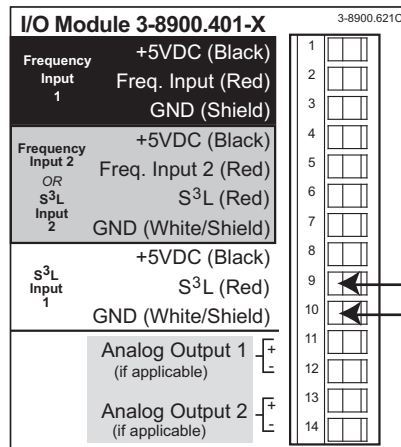 I/O Module 3-8900.401-X
3-8900.621C
Frequency
Input
1
+5VDC (Black)
Freq. Input (Red)
GND (Shield)
Frequency
Input 2
OR
S³L
Input
2
+5VDC (Black)
Freq. Input 2 (Red)
S³L (Red)
GND (White/Shield)
S³L
Input
1
+5VDC (Black)
S³L (Red)
GND (White/Shield)
Analog Output 1
(if applicable)
+
-
Analog Output 2
(if applicable)
+
-
1
2
3
4
5
6
7
8
9
10
11
12
13
14